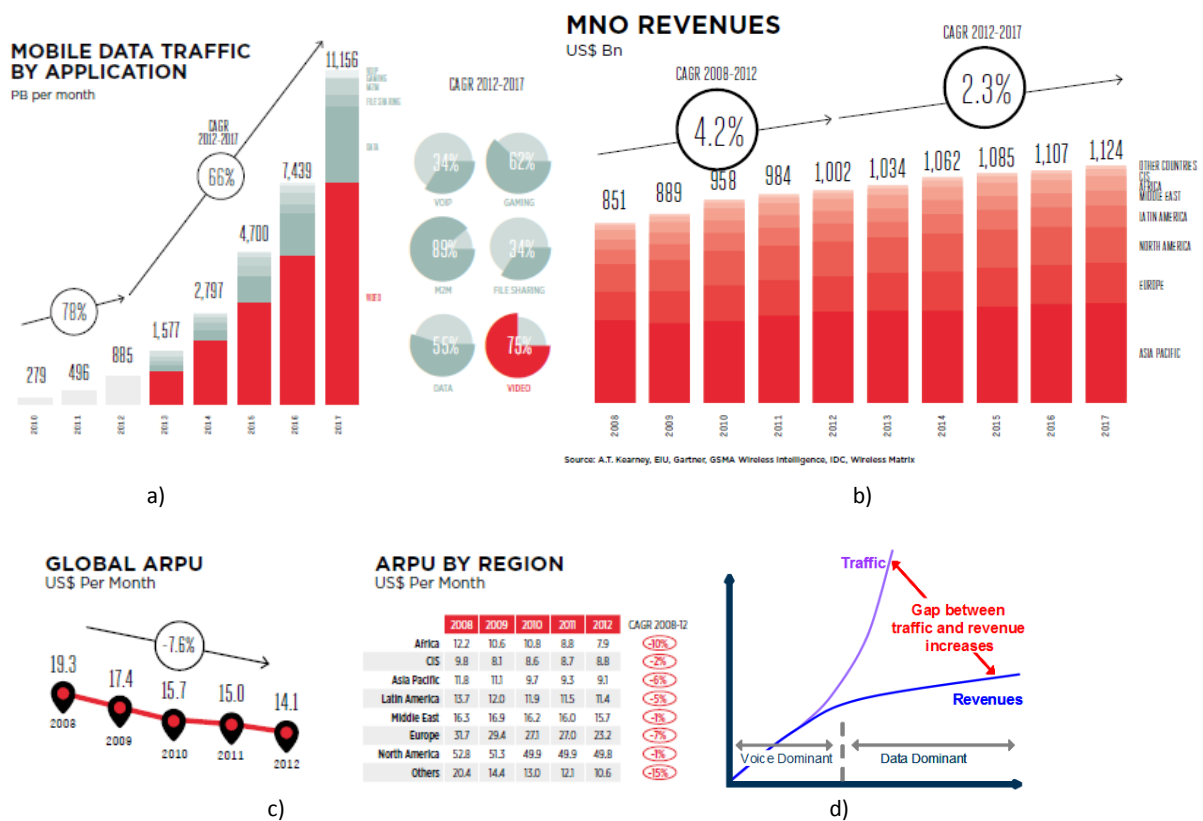 MOBILE DATA TRAFFIC
BY APPLICATION
PB per month
CAGR
2012-2017
66%
78%
279
496
885
1,577
2,797
4,700
7,439
11,156
2010
2011
2012
2013
2014
2015
2016
2017
VOIP
GAMING
M2M
FILE SHARING
DATA
VIDEO
CAGR 2012-2017
34%
VOIP
62%
GAMING
89%
M2M
34%
FILE SHARING
55%
DATA
75%
VIDEO
a)
MNO REVENUES
US$ Bn
CAGR 2008-2012
4.2%
CAGR 2012-2017
2.3%
851
889
958
984
1,002
1,034
1,062
1,085
1,107
1,124
OTHER COUNTRIES
CIS
AFRICA
MIDDLE EAST
LATIN AMERICA
NORTH AMERICA
EUROPE
ASIA PACIFIC
2008
2009
2010
2011
2012
2013
2014
2015
2016
2017
Source: A.T. Kearney, EIU, Gartner, GSMA Wireless Intelligence, IDC, Wireless Matrix
b)
GLOBAL ARPU
US$ Per Month
-7.6%
19.3
17.4
15.7
15.0
14.1
2008
2009
2010
2011
2012
ARPU BY REGION
US$ Per Month
2008 2009 2010 2011 2012 CAGR 2008-12
Africa 12.2 10.6 10.8 8.8 7.9 -10%
CIS 9.8 8.1 8.6 8.7 8.8 -2%
Asia Pacific 11.8 11.1 9.7 9.3 9.1 -6%
Latin America 13.7 12.0 11.9 11.5 11.4 -5%
Middle East 16.3 16.9 16.2 16.0 15.7 -1%
Europe 31.7 29.4 27.1 27.0 23.2 -7%
North America 52.8 51.3 49.9 49.9 49.8 -1%
Others 20.4 14.4 13.0 12.1 10.6 -15%
c)
Traffic
Gap between
traffic and revenue
increases
Revenues
Voice Dominant
Data Dominant
d)